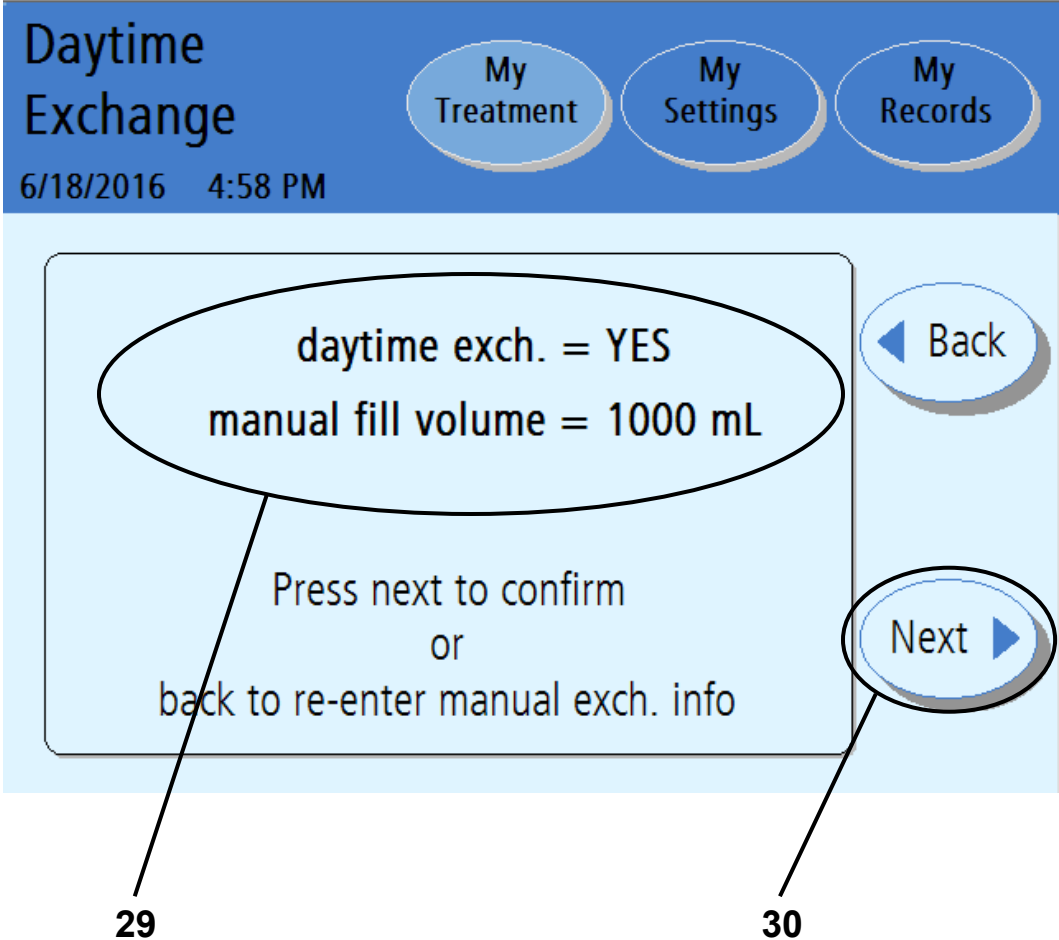 Daytime
Exchange
6/18/2016 4:58 PM
My
Treatment
My
Settings
My
Records
daytime exch. = YES
manual fill volume = 1000 mL
Back
Press next to confirm
or
back to re-enter manual exch. info
Next
29
30